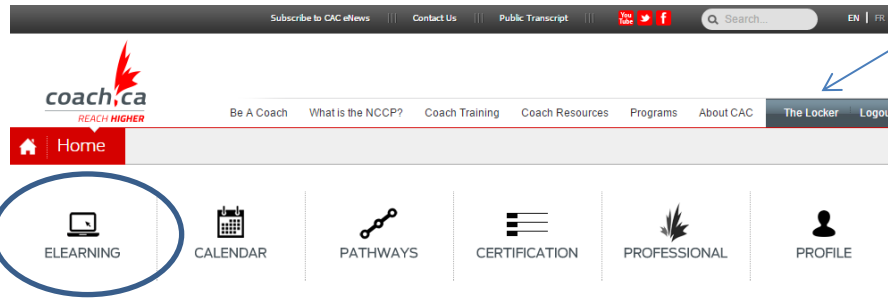 Subscribe to CAC eNews Contact Us Public Transcript You Tube Search... EN | FR
coach.ca
REACH HIGHER
Be A Coach What is the NCCP? Coach Training Coach Resources Programs About CAC The Locker Logou
Home
ELEARNING CALENDAR PATHWAYS CERTIFICATION PROFESSIONAL PROFILE